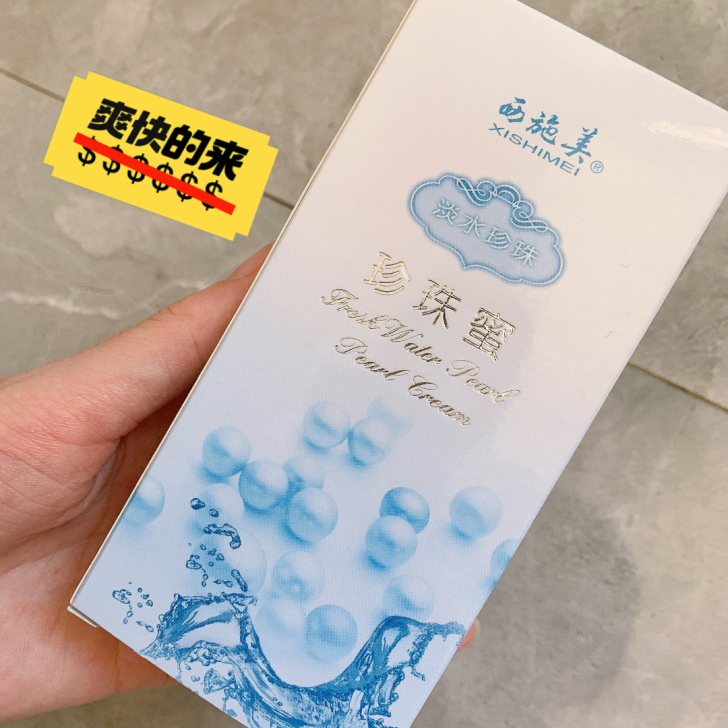 爽快的来
$$$$$$
西施美
XISHIMEI®
淡水珍珠
珍珠蜜
Fresh Water Pearl
Pearl Cream